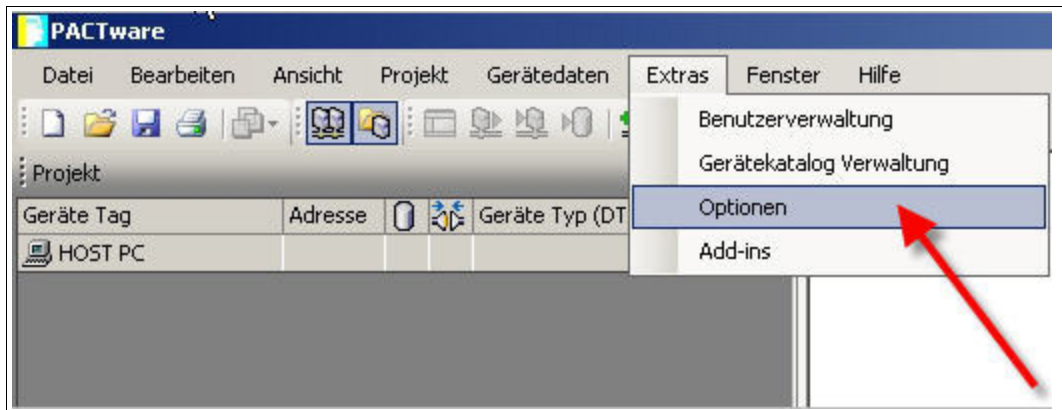 PACTware
Datei Bearbeiten Ansicht Projekt Gerätedaten Extras Fenster Hilfe
Benutzerverwaltung
Gerätekatalog Verwaltung
Optionen
Add-ins
Projekt
Geräte Tag Adresse Geräte Typ (DT
HOST PC